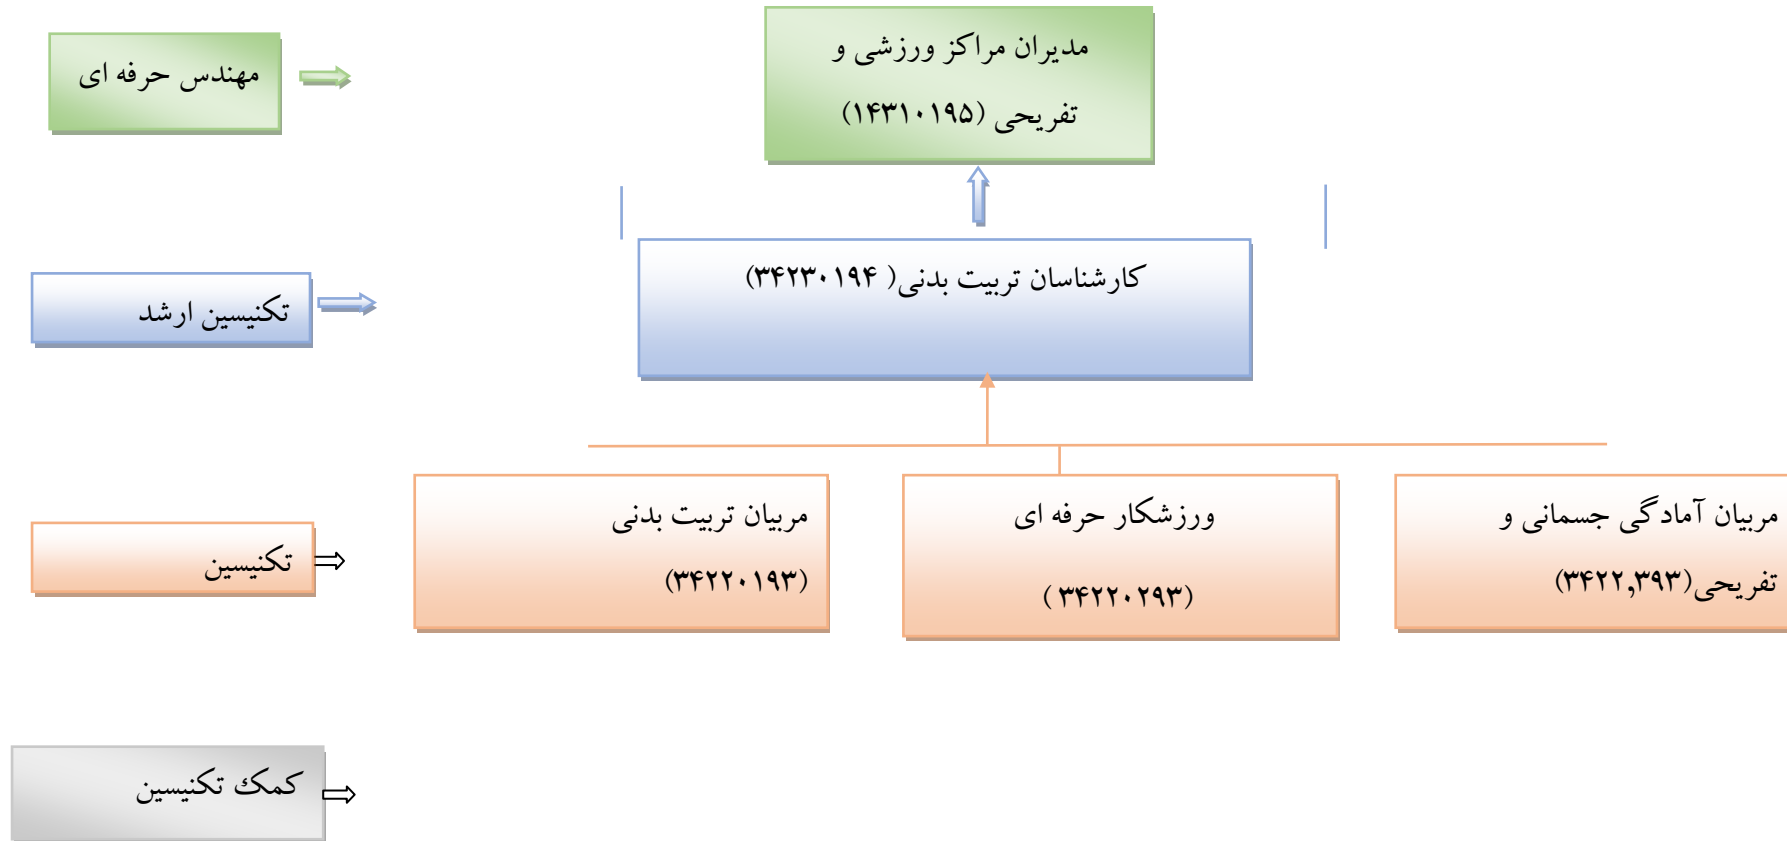 مدیران مراکز ورزشی و
تفریحی (۱۴۳۱۰۱۹۵)
مهندس حرفه ای
کارشناسان تربیت بدنی( ۳۴۲۳۰۱۹۴)
تکنیسین ارشد
مربیان آمادگی جسمانی و
تفریحی(۳۴۲۲,۳۹۳)
ورزشکار حرفه ای
(۳۴۲۲۰۲۹۳ )
مربیان تربیت بدنی
(۳۴۲۲۰۱۹۳)
تکنیسین
کمک تکنیسین